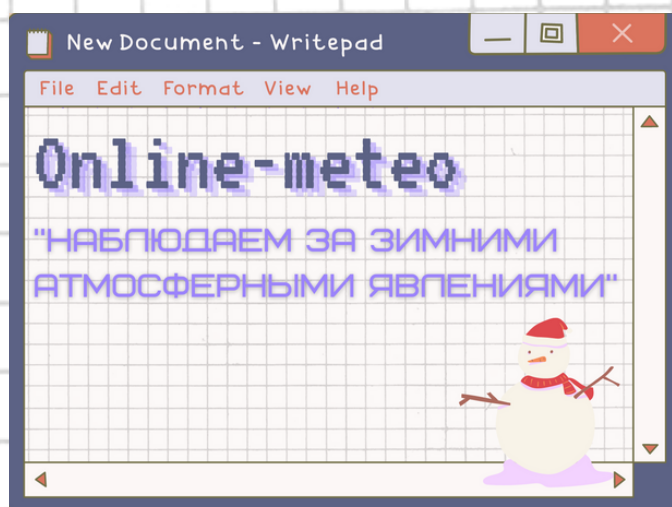 New Document - Writepad
File Edit Format View Help
Online-meteo
"НАБЛЮДАЕМ ЗА ЗИМНИМИ
АТМОСФЕРНЫМИ ЯВЛЕНИЯМИ"